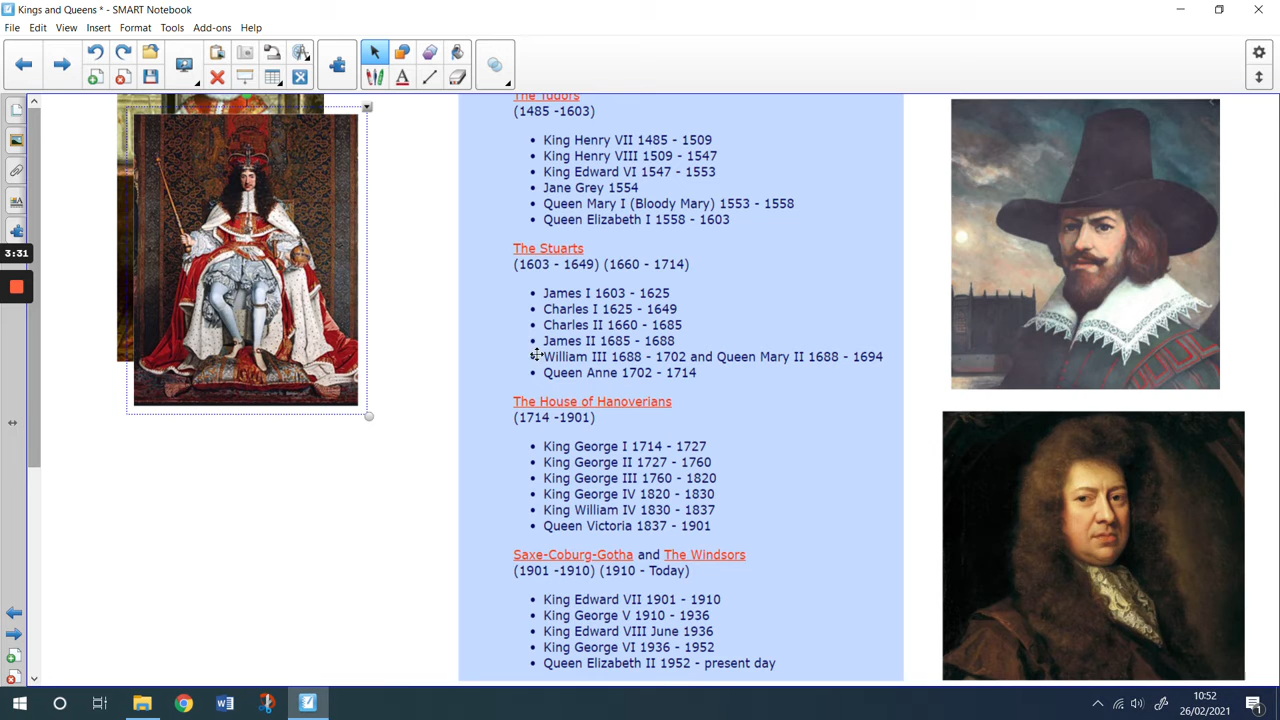 Kings and Queens * - SMART Notebook
File Edit View Insert Format Tools Add-ons Help
The Tudors
(1485 -1603)
• King Henry VII 1485 - 1509
• King Henry VIII 1509 - 1547
• King Edward VI 1547 - 1553
• Jane Grey 1554
• Queen Mary I (Bloody Mary) 1553 - 1558
• Queen Elizabeth I 1558 - 1603
The Stuarts
(1603 - 1649) (1660 - 1714)
• James I 1603 - 1625
• Charles I 1625 - 1649
• Charles II 1660 - 1685
• James II 1685 - 1688
William III 1688 - 1702 and Queen Mary II 1688 - 1694
• Queen Anne 1702 - 1714
The House of Hanoverians
(1714 -1901)
• King George I 1714 - 1727
• King George II 1727 - 1760
• King George III 1760 - 1820
• King George IV 1820 - 1830
• King William IV 1830 - 1837
• Queen Victoria 1837 - 1901
Saxe-Coburg-Gotha and The Windsors
(1901 -1910) (1910 - Today)
• King Edward VII 1901 - 1910
• King George V 1910 - 1936
• King Edward VIII June 1936
• King George VI 1936 - 1952
• Queen Elizabeth II 1952 - present day
3:31
10:52
26/02/2021
1